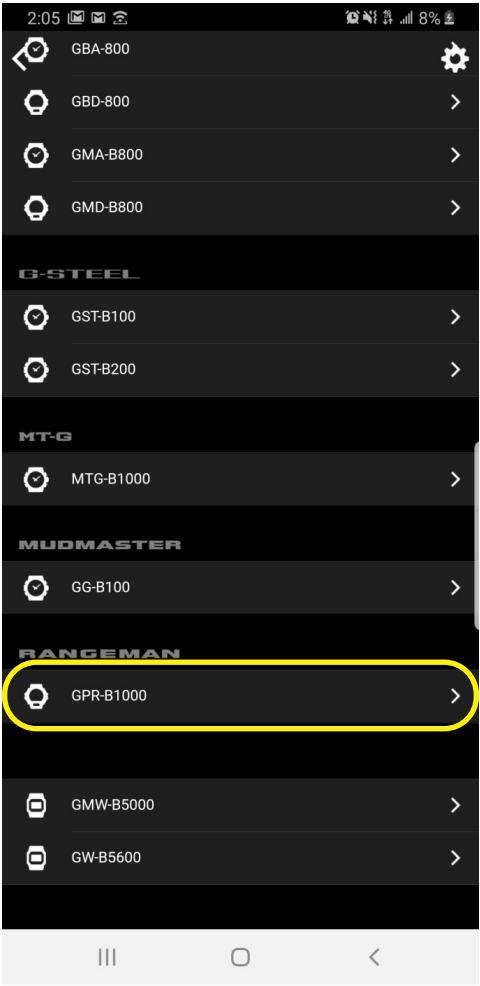 2:05 8%
GBA-800
GBD-800
GMA-B800
GMD-B800
G-STEEL
GST-B100
GST-B200
MT-G
MTG-B1000
MUDMASTER
GG-B100
RANGEMAN
GPR-B1000
GMW-B5000
GW-B5600